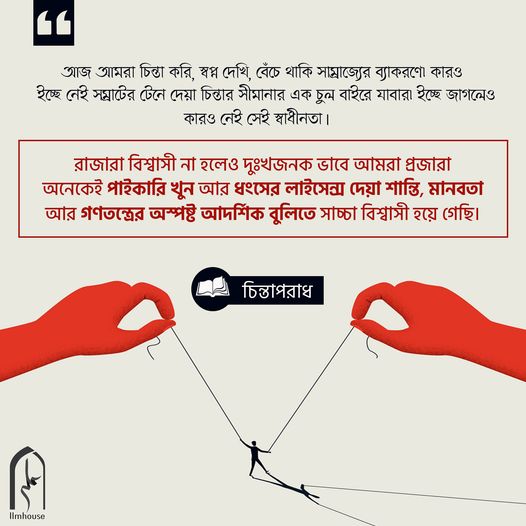 আজ আমরা চিন্তা করি, স্বপ্ন দেখি, বেঁচে থাকি সাম্রাজ্যের ব্যাকরণে৷ কারও
ইচ্ছে নেই সম্রাটের টেনে দেয়া চিন্তার সীমানার এক চুল বাইরে যাবার৷ ইচ্ছে জাগলেও
কারও নেই সেই স্বাধীনতা।
রাজারা বিশ্বাসী না হলেও দুঃখজনক ভাবে আমরা প্রজারা
অনেকেই পাইকারি খুন আর ধংসের লাইসেন্স দেয়া শান্তি, মানবতা
আর গণতন্ত্রের অস্পষ্ট আদর্শিক বুলিতে সাচ্চা বিশ্বাসী হয়ে গেছি।
চিন্তাপরাধ
Ilmhouse